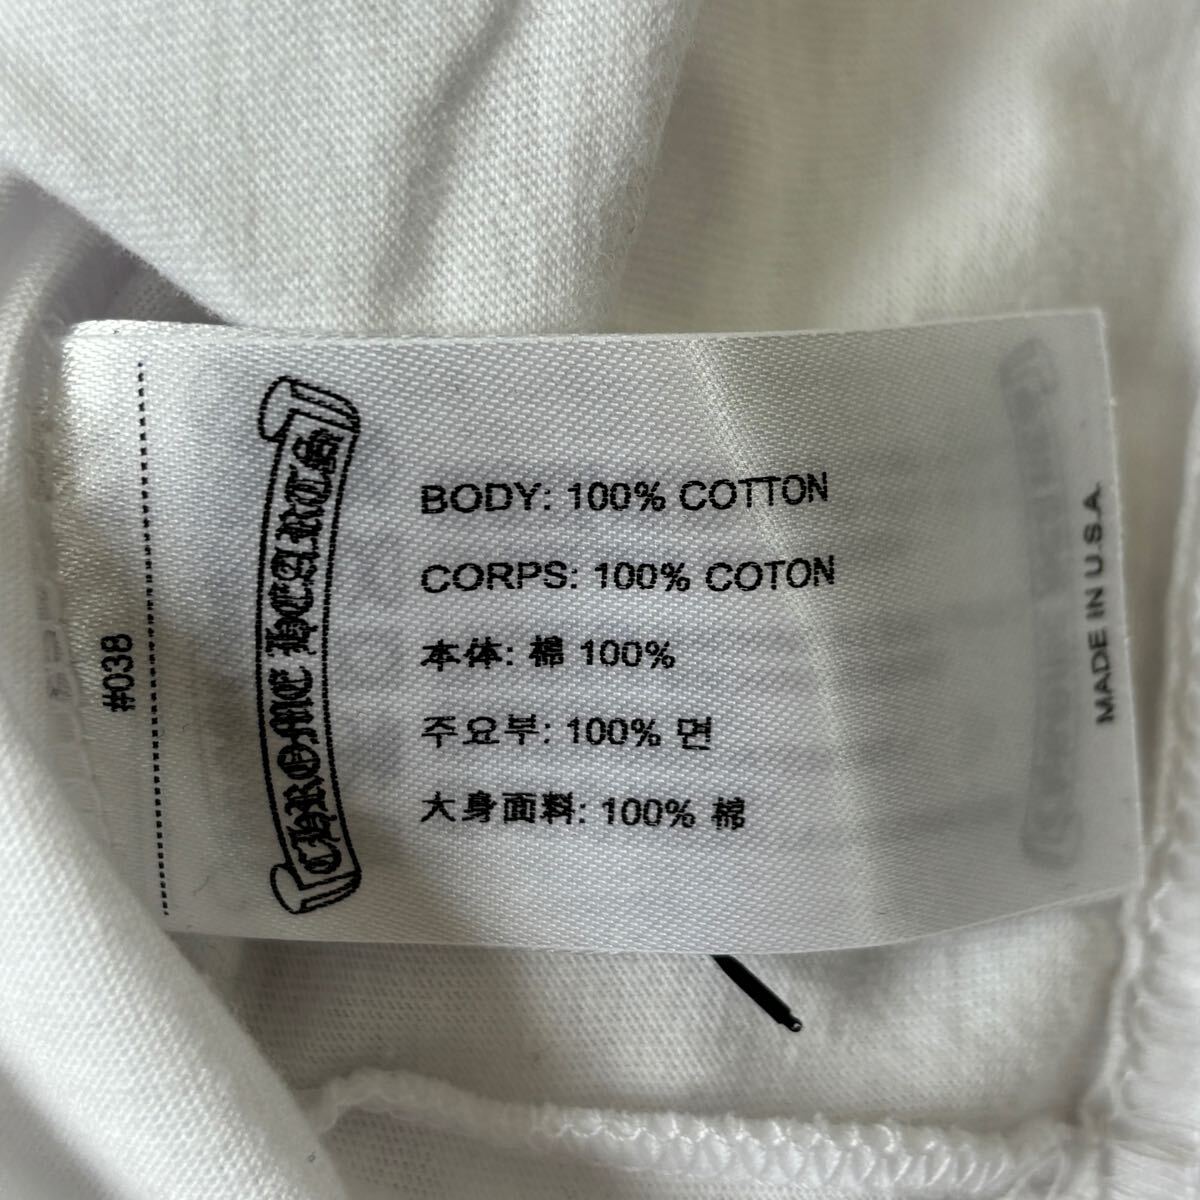 #038
CHROME HEARTS
BODY: 100% COTTON
CORPS: 100% COTON
本体: 棉 100%
주요부: 100% 면
大身面料: 100% 棉
MADE IN U.S.A.